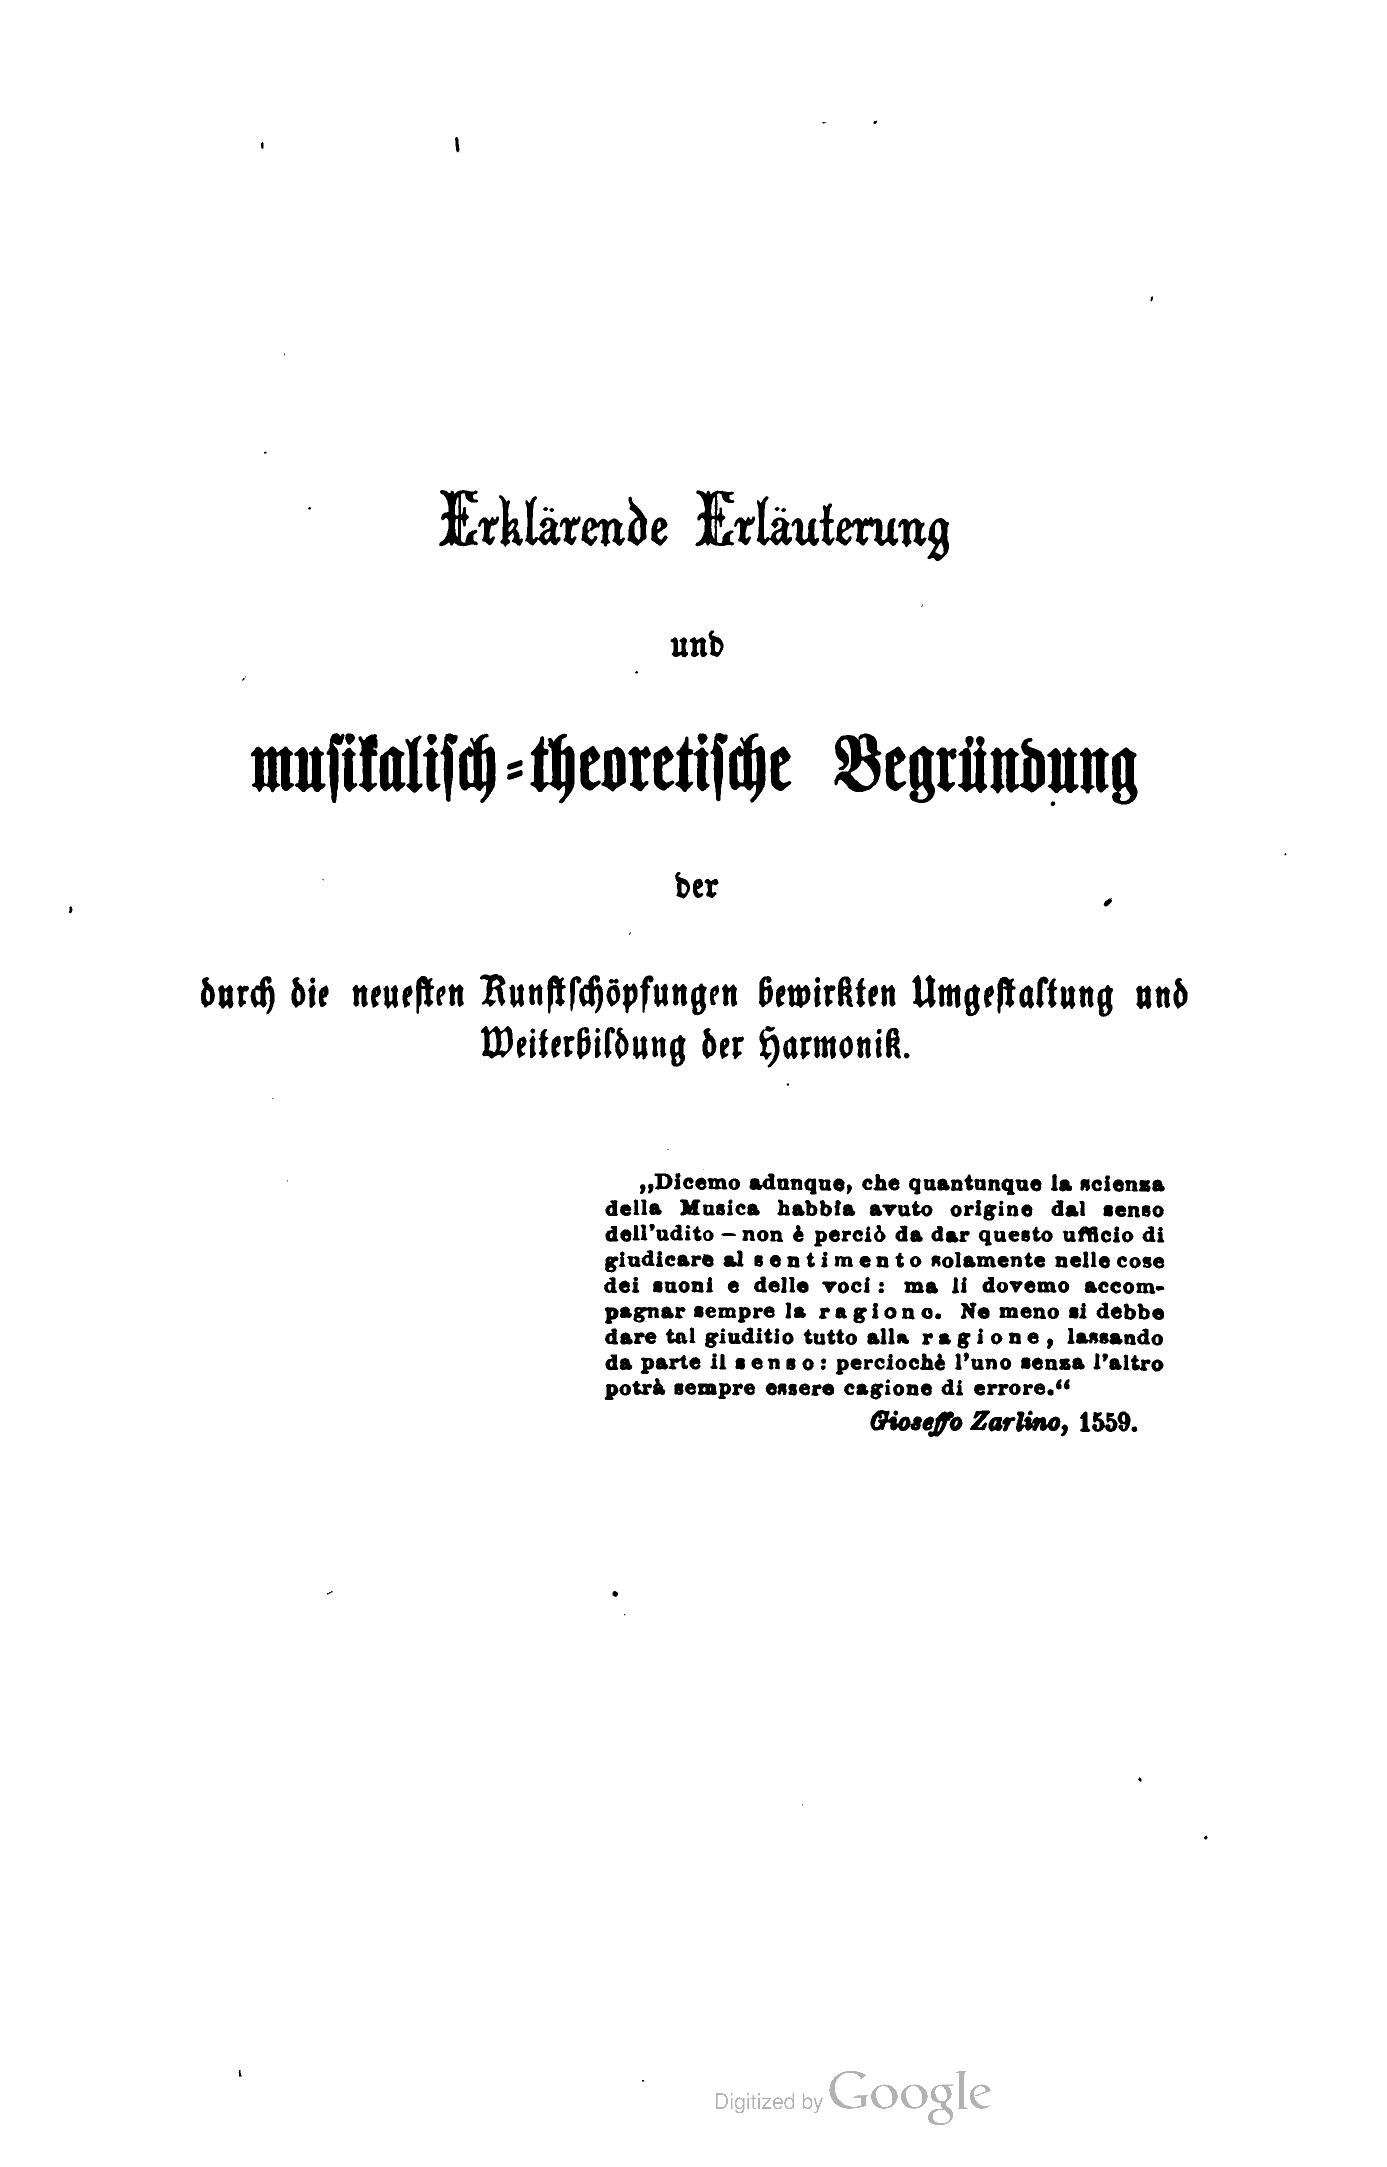 Erklärende Erläuterung
und
musikalisch-theoretische Begründung
der
durch die neuesten Kunstschöpfungen bewirkten Umgestaltung und
Weiterbildung der Harmonik.
„Dicemo adunque, che quantunque la scienza
della Musica habbia avuto origine dal senso
dell'udito – non è perciò da dar questo ufficio di
giudicare al sentimento solamente nelle cose
dei suoni e delle voci: ma li dovemo accom-
pagnar sempre la ragione. Ne meno si debbe
dare tal giuditio tutto alla ragione, lassando
da parte il senso: perciochè l'uno senza l'altro
potrà sempre essere cagione di errore.“
Gioseffo Zarlino, 1559.
Digitized by Google